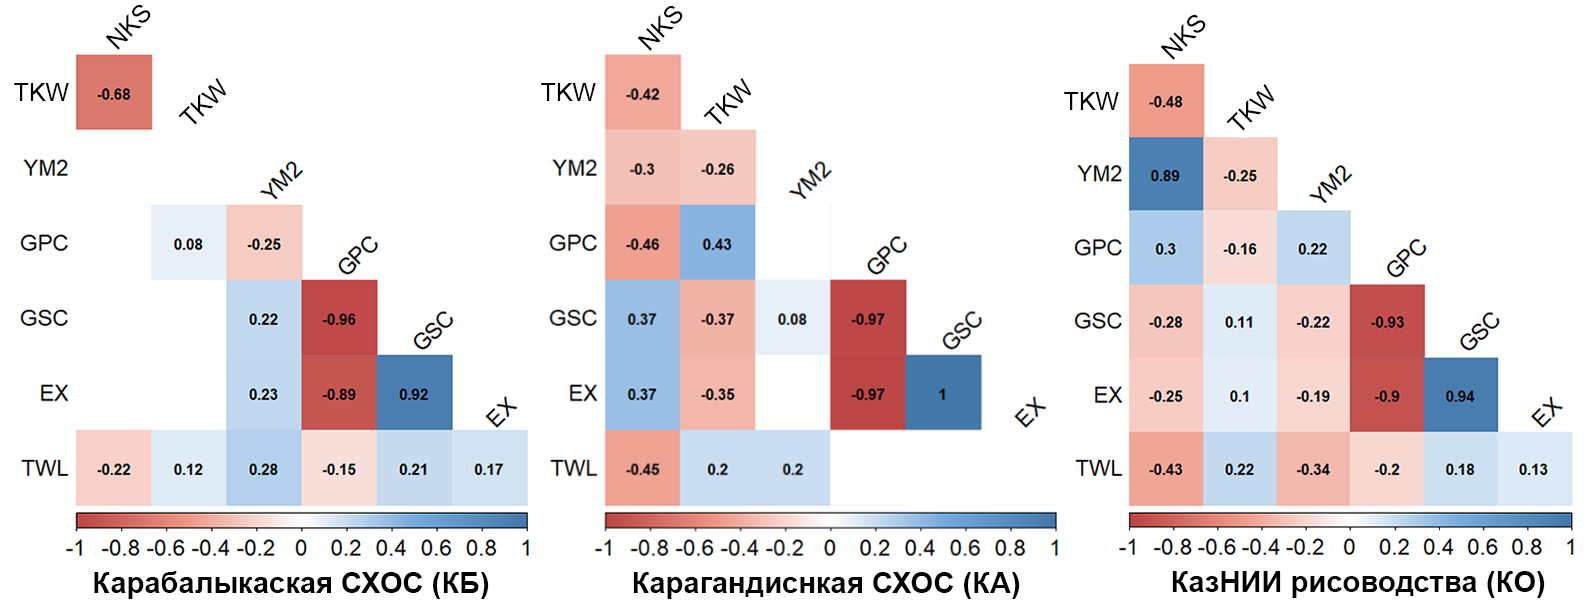 NKS
TKW -0.68 TKW
YM2 YM2
GPC 0.08 -0.25 GPC
GSC 0.22 -0.96 GSC
EX 0.23 -0.89 0.92 EX
TWL -0.22 0.12 0.28 -0.15 0.21 0.17
-1 -0.8 -0.6 -0.4 -0.2 0 0.2 0.4 0.6 0.8 1
Карабалыкаская СХОС (КБ)
NKS
TKW -0.42 TKW
YM2 -0.3 -0.26 YM2
GPC -0.46 0.43 GPC
GSC 0.37 -0.37 0.08 -0.97 GSC
EX 0.37 -0.35 -0.97 1 EX
TWL -0.45 0.2 0.2
-1 -0.8 -0.6 -0.4 -0.2 0 0.2 0.4 0.6 0.8 1
Карагандиснкая СХОС (КА)
NKS
TKW -0.48 TKW
YM2 0.89 -0.25 YM2
GPC 0.3 -0.16 0.22 GPC
GSC -0.28 0.11 -0.22 -0.93 GSC
EX -0.25 0.1 -0.19 -0.9 0.94 EX
TWL -0.43 0.22 -0.34 -0.2 0.18 0.13
-1 -0.8 -0.6 -0.4 -0.2 0 0.2 0.4 0.6 0.8 1
КазНИИ рисоводства (КО)